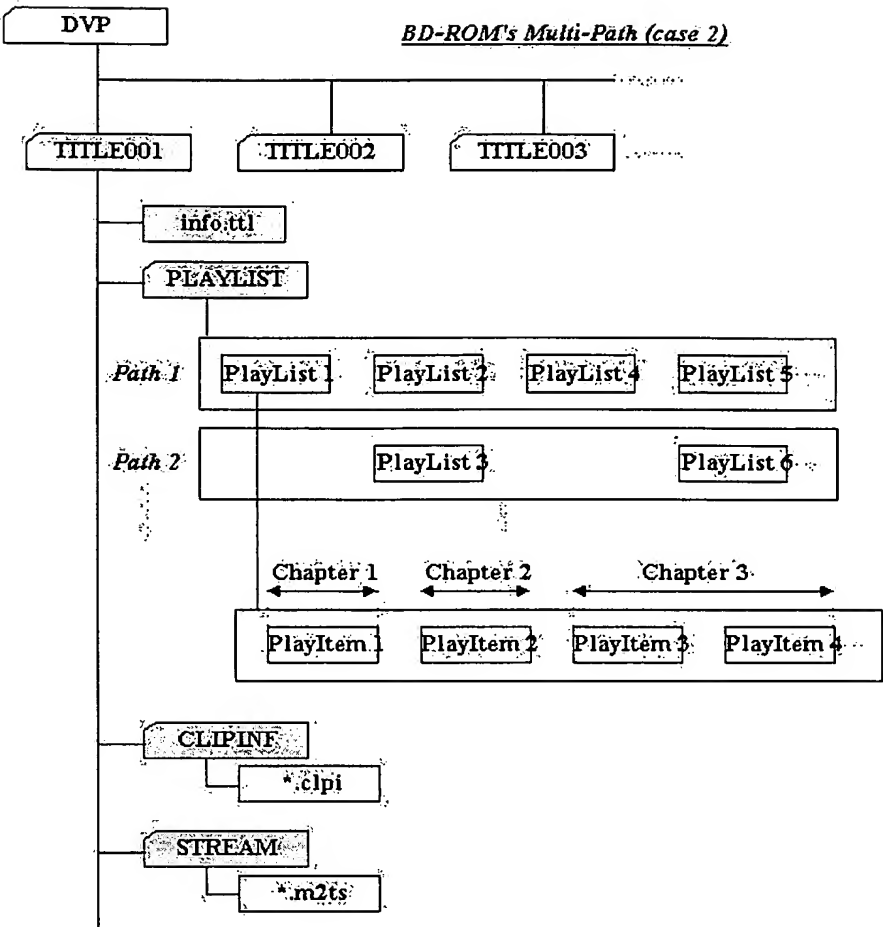 DVP
BD-ROM's Multi-Path (case 2)
TITLE001 TITLE002 TITLE003
info.ttl
PLAYLIST
Path 1 PlayList 1 PlayList 2 PlayList 4 PlayList 5
Path 2 PlayList 3 PlayList 6
Chapter 1 Chapter 2 Chapter 3
PlayItem 1 PlayItem 2 PlayItem 3 PlayItem 4
CLIPINF
*.clpi
STREAM
*.m2ts